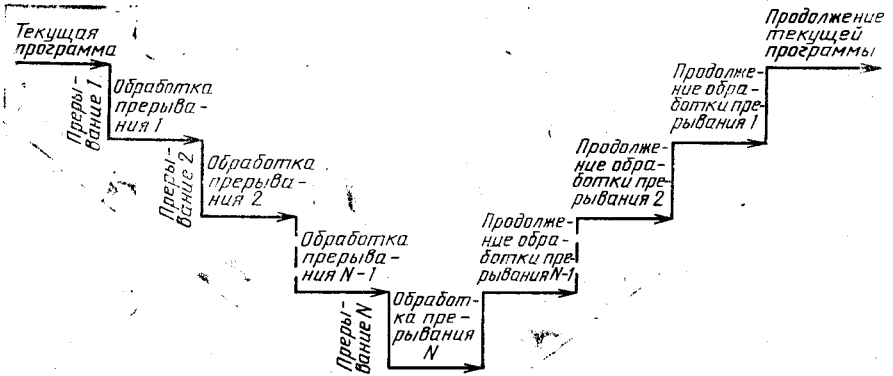 Текущая
программа
Преры-
вание 1
Обработка
прерыва-
ния 1
Преры-
вание 2
Обработка
прерыва-
ния 2
Обработка
прерыва-
ния N-1
Преры-
вание N
Обработ-
ка пре-
рывания
N
Продолже-
ние обра-
ботки пре-
рывания N-1
Продолже-
ние обра-
ботки пре-
рывания 2
Продолже-
ние обра-
ботки пре-
рывания 1
Продолжение
текущей
программы